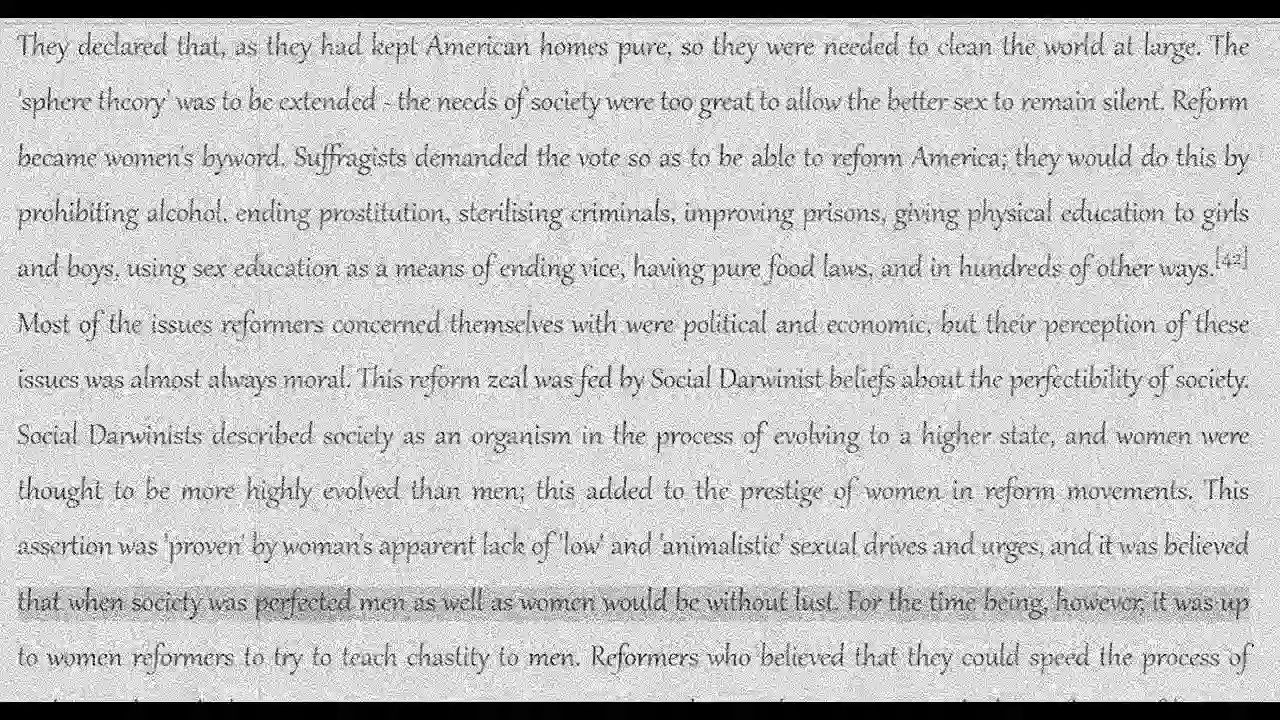 They declared that, as they had kept American homes pure, so they were needed to clean the world at large. The
'sphere theory' was to be extended - the needs of society were too great to allow the better sex to remain silent. Reform
became women's byword. Suffragists demanded the vote so as to be able to reform America; they would do this by
prohibiting alcohol, ending prostitution, sterilising criminals, improving prisons, giving physical education to girls
and boys, using sex education as a means of ending vice, having pure food laws, and in hundreds of other ways.[42]
Most of the issues reformers concerned themselves with were political and economic, but their perception of these
issues was almost always moral. This reform zeal was fed by Social Darwinist beliefs about the perfectibility of society.
Social Darwinists described society as an organism in the process of evolving to a higher state, and women were
thought to be more highly evolved than men; this added to the prestige of women in reform movements. This
assertion was 'proven' by woman's apparent lack of 'low' and 'animalistic' sexual drives and urges, and it was believed
that when society was perfected men as well as women would be without lust. For the time being, however, it was up
to women reformers to try to teach chastity to men. Reformers who believed that they could speed the process of